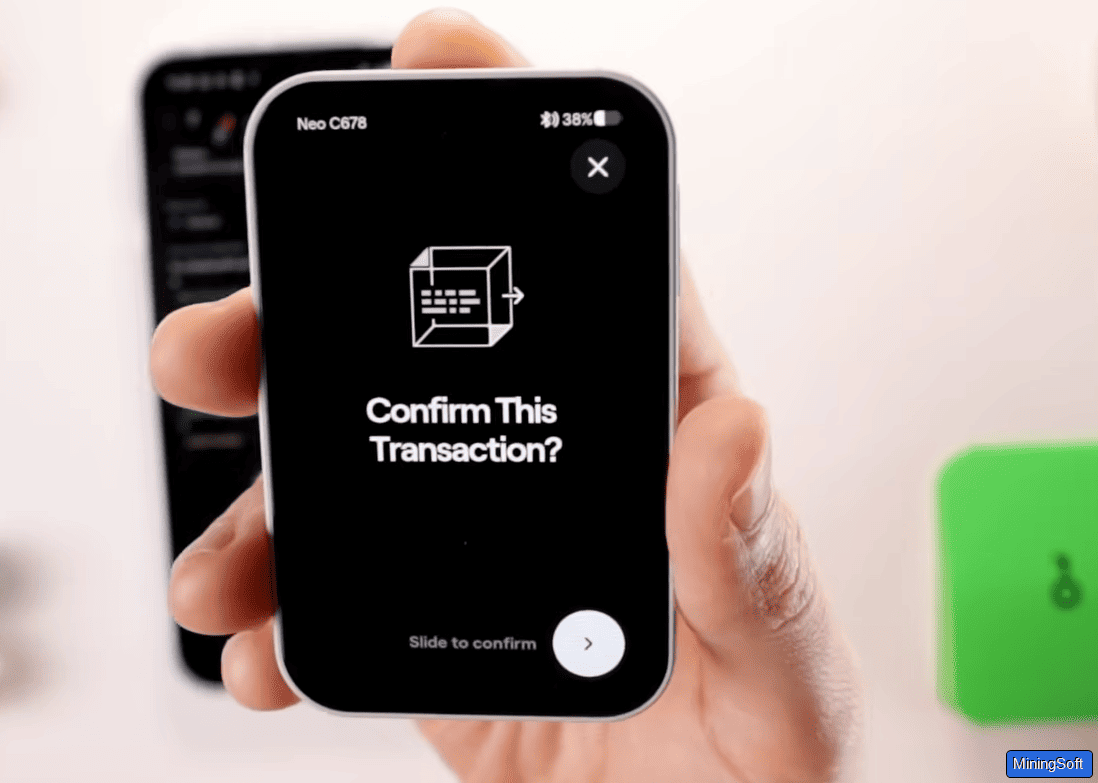 Neo C678
38%
Confirm This
Transaction?
Slide to confirm
MiningSoft